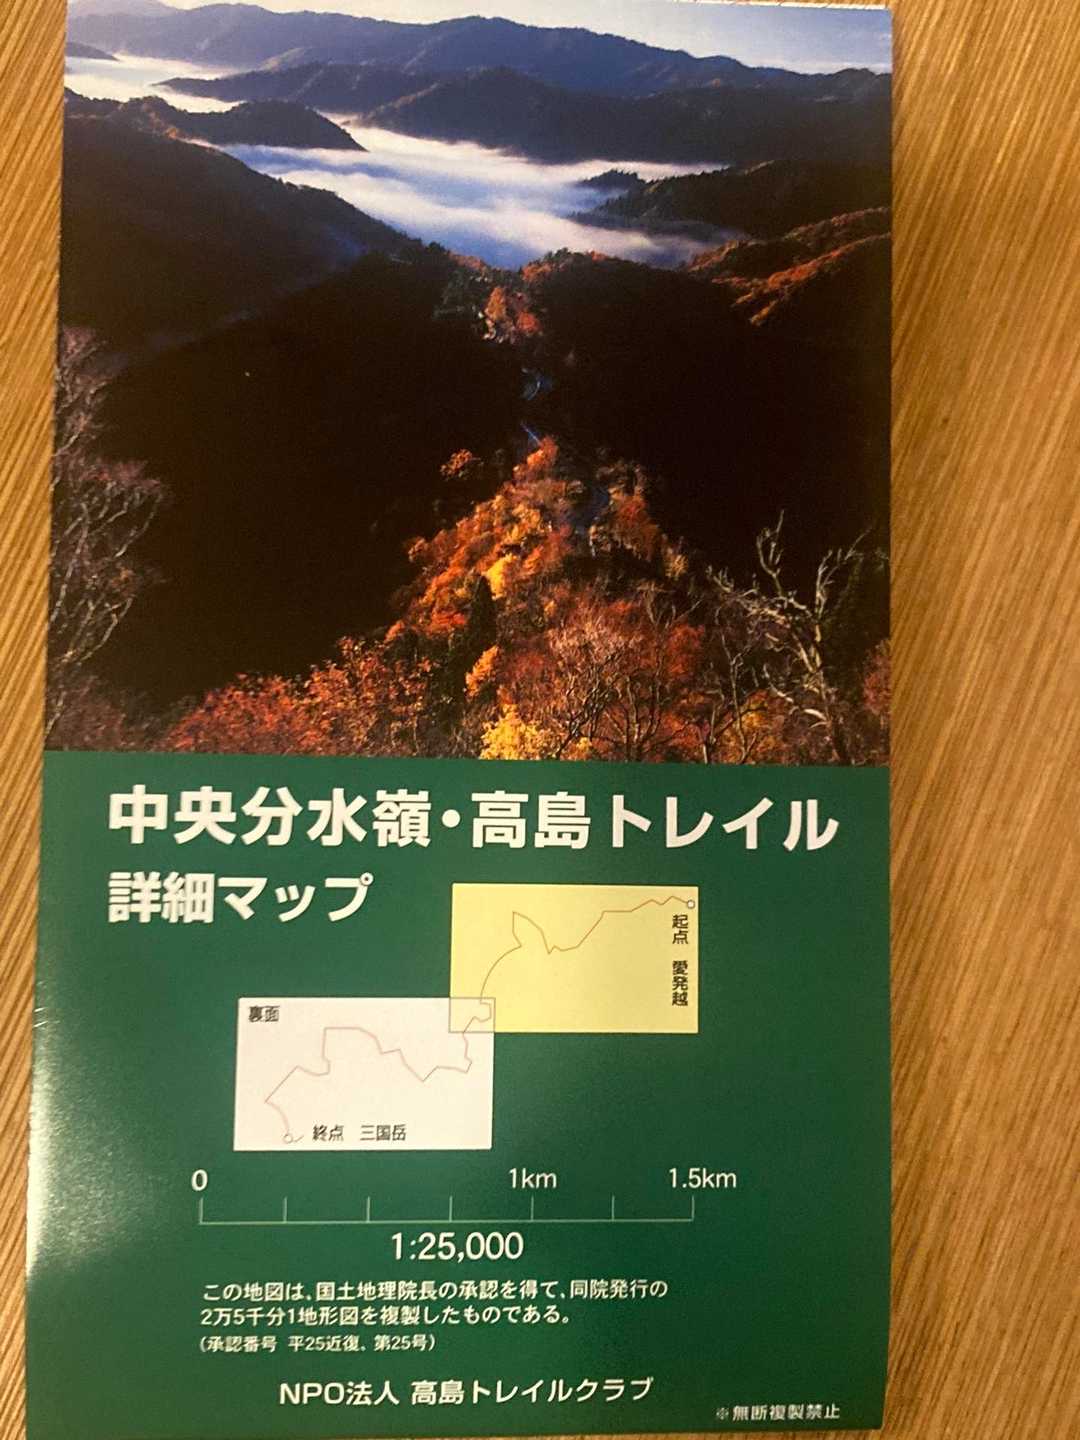 中央分水嶺・高島トレイル
詳細マップ
起点 愛発越
裏面
終点 三国岳
0 1km 1.5km
1:25,000
この地図は、国土地理院長の承認を得て、同院発行の
2万5千分1地形図を複製したものである。
(承認番号 平25近復、第25号)
NPO法人 高島トレイルクラブ
※無断複製禁止